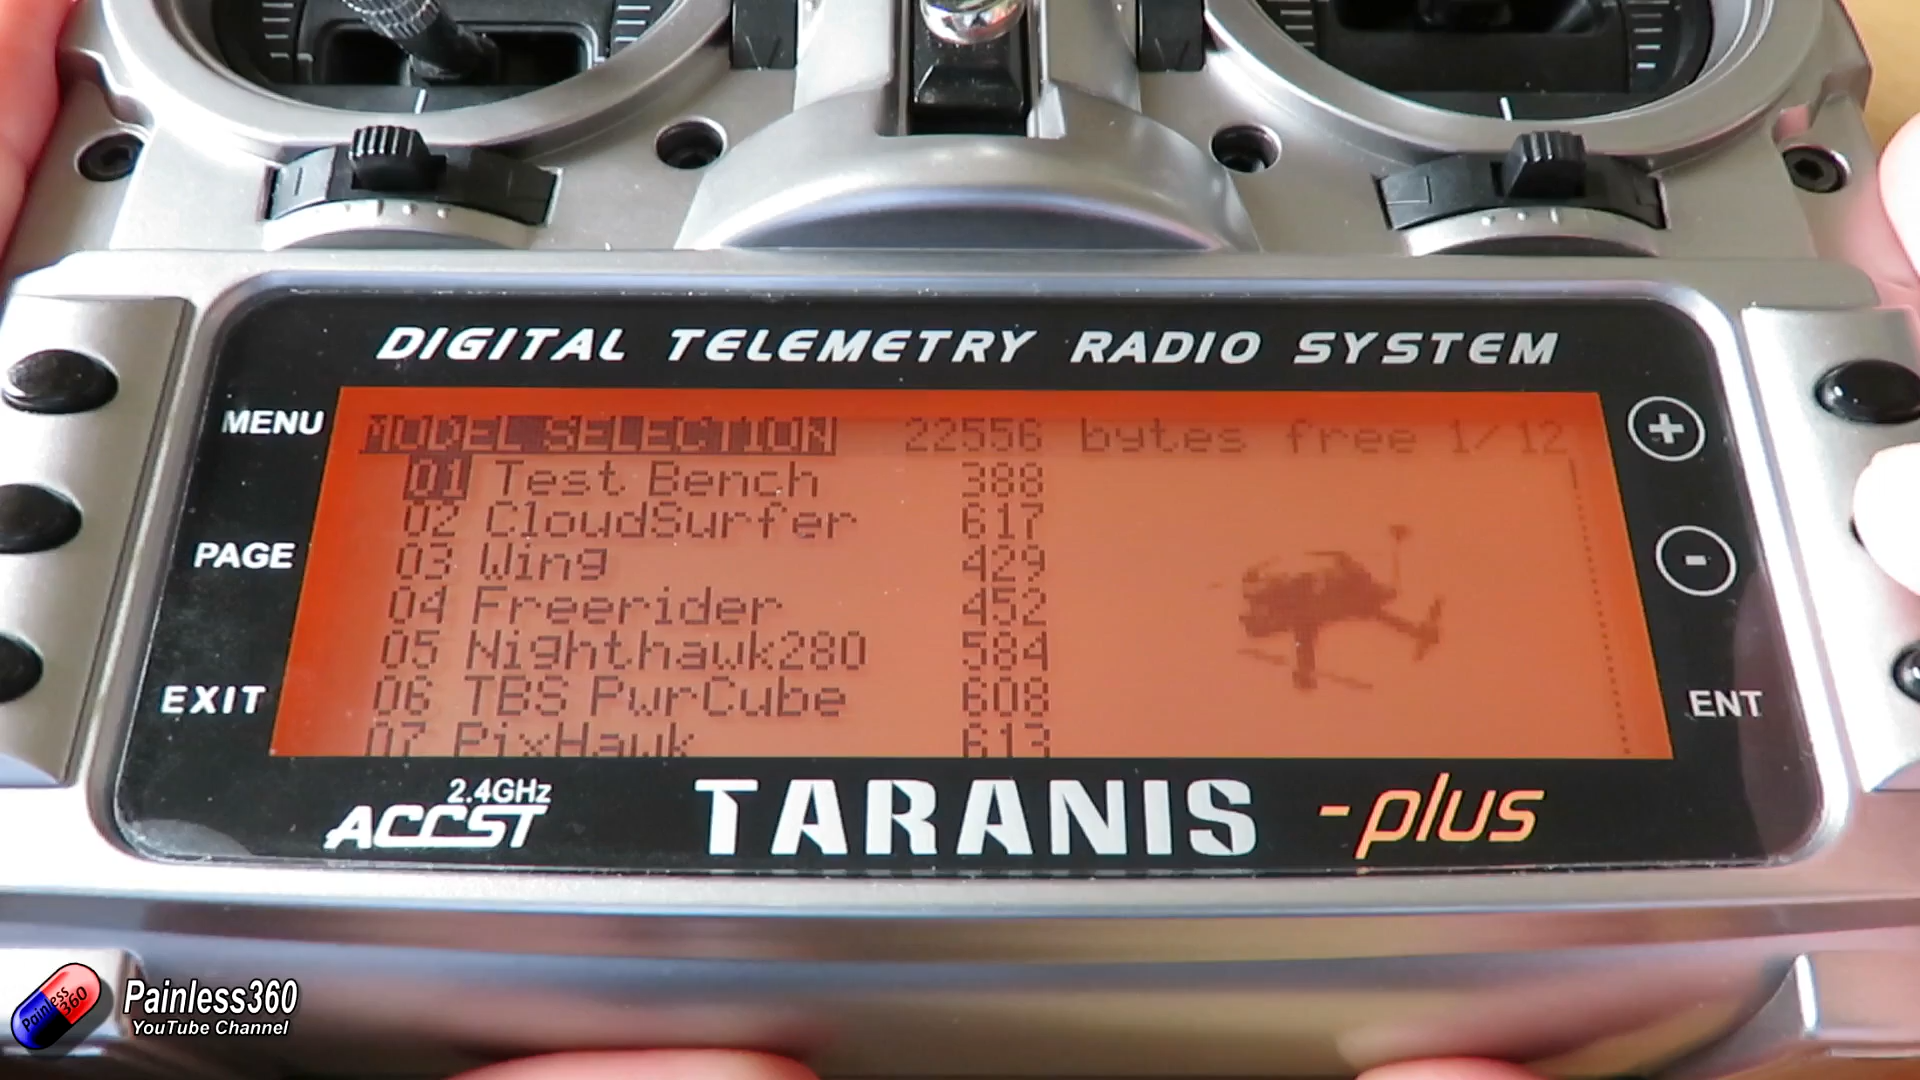 DIGITAL TELEMETRY RADIO SYSTEM
MENU
PAGE
EXIT
MODEL SELECTION 22556 bytes free 1/12
01 Test Bench 388
02 CloudSurfer 617
03 Wing 429
04 Freerider 452
05 Nighthawk280 584
06 TBS PwrCube 608
07 PixHawk 613
+
-
ENT
2.4GHz
ACCST
TARANIS -plus
Painless360
Painless360
YouTube Channel